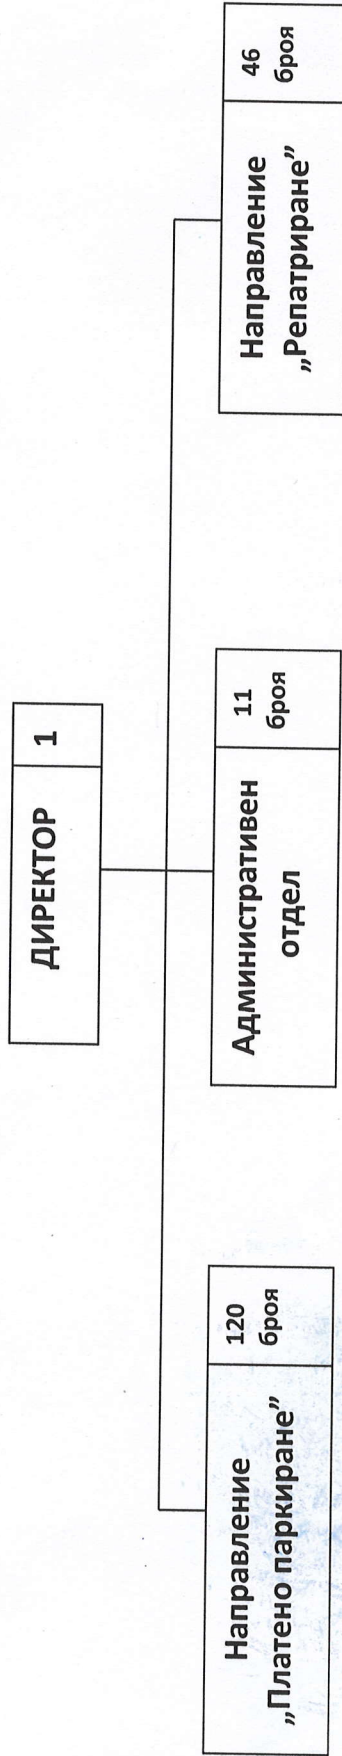 ДИРЕКТОР
1
Направление
„Платено паркиране”
120
броя
Административен
отдел
11
броя
Направление
„Репатриране”
46
броя